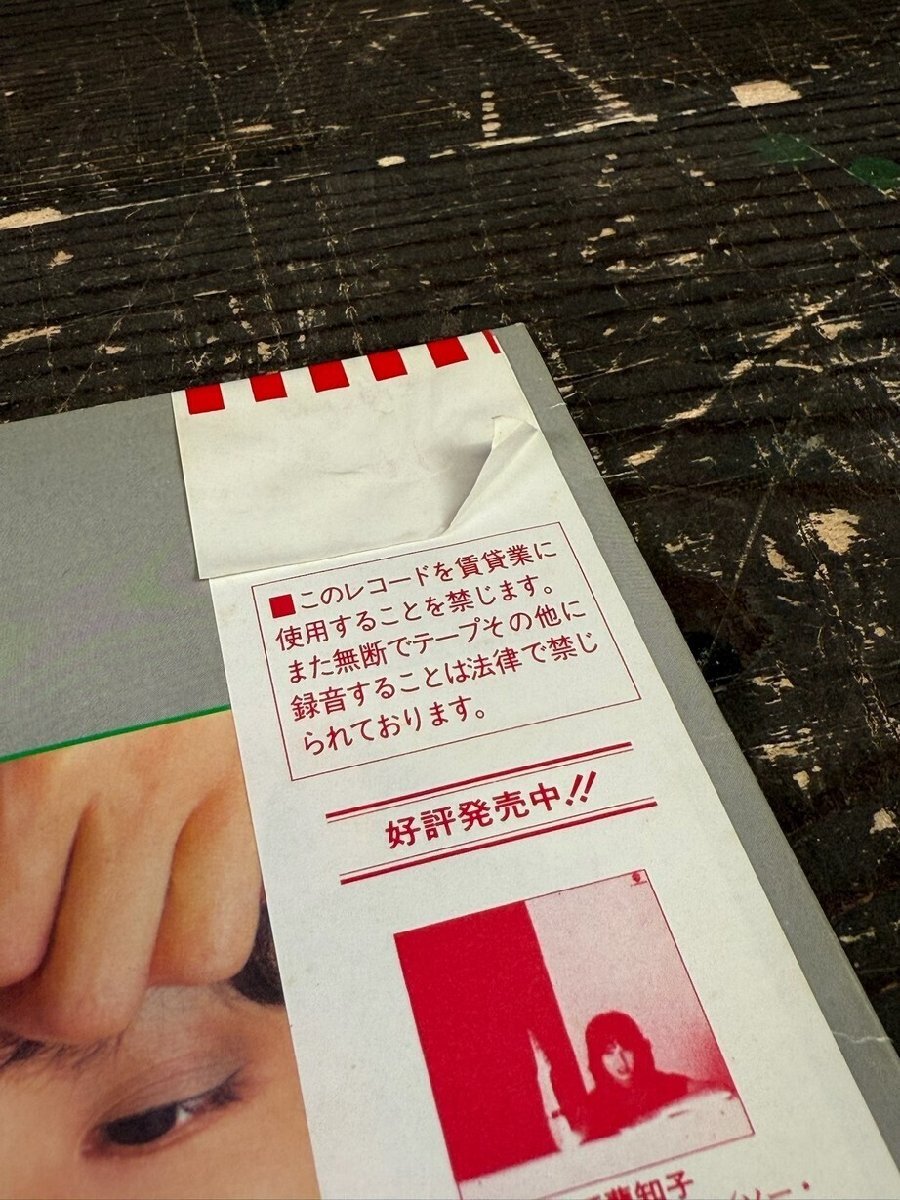 ■このレコードを賃貸業に
使用することを禁じます。
また無断でテープその他に
録音することは法律で禁じ
られております。
好評発売中!!
知子